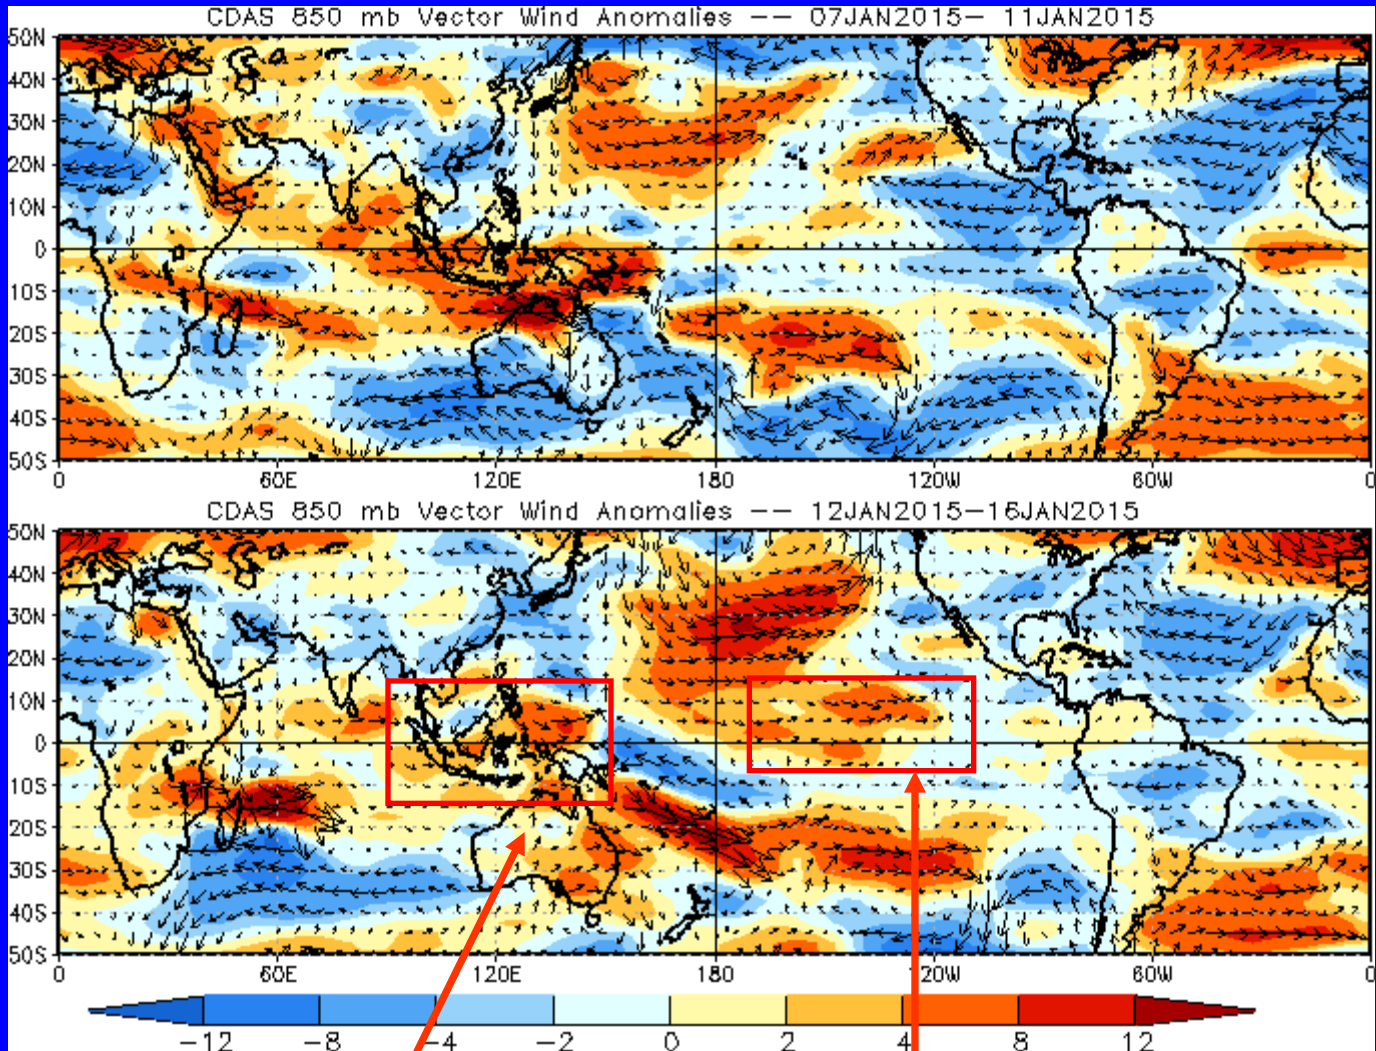 CDAS 850 mb Vector Wind Anomalies -- 07JAN2015- 11JAN2015
50N
40N
30N
20N
10N
0
10S
20S
30S
40S
50S
0 60E 120E 180 120W 60W 0
CDAS 850 mb Vector Wind Anomalies -- 12JAN2015-16JAN2015
50N
40N
30N
20N
10N
0
10S
20S
30S
40S
50S
0 60E 120E 180 120W 60W 0
-12 -8 -4 -2 0 2 4 8 12